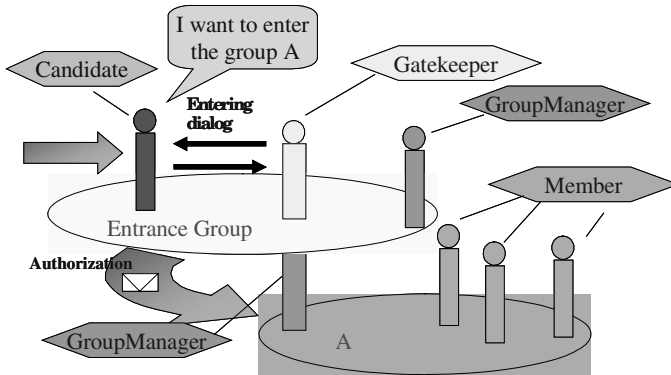 I want to enter
the group A
Candidate
Gatekeeper
Entering
dialog
GroupManager
Member
Entrance Group
Authorization
GroupManager
A